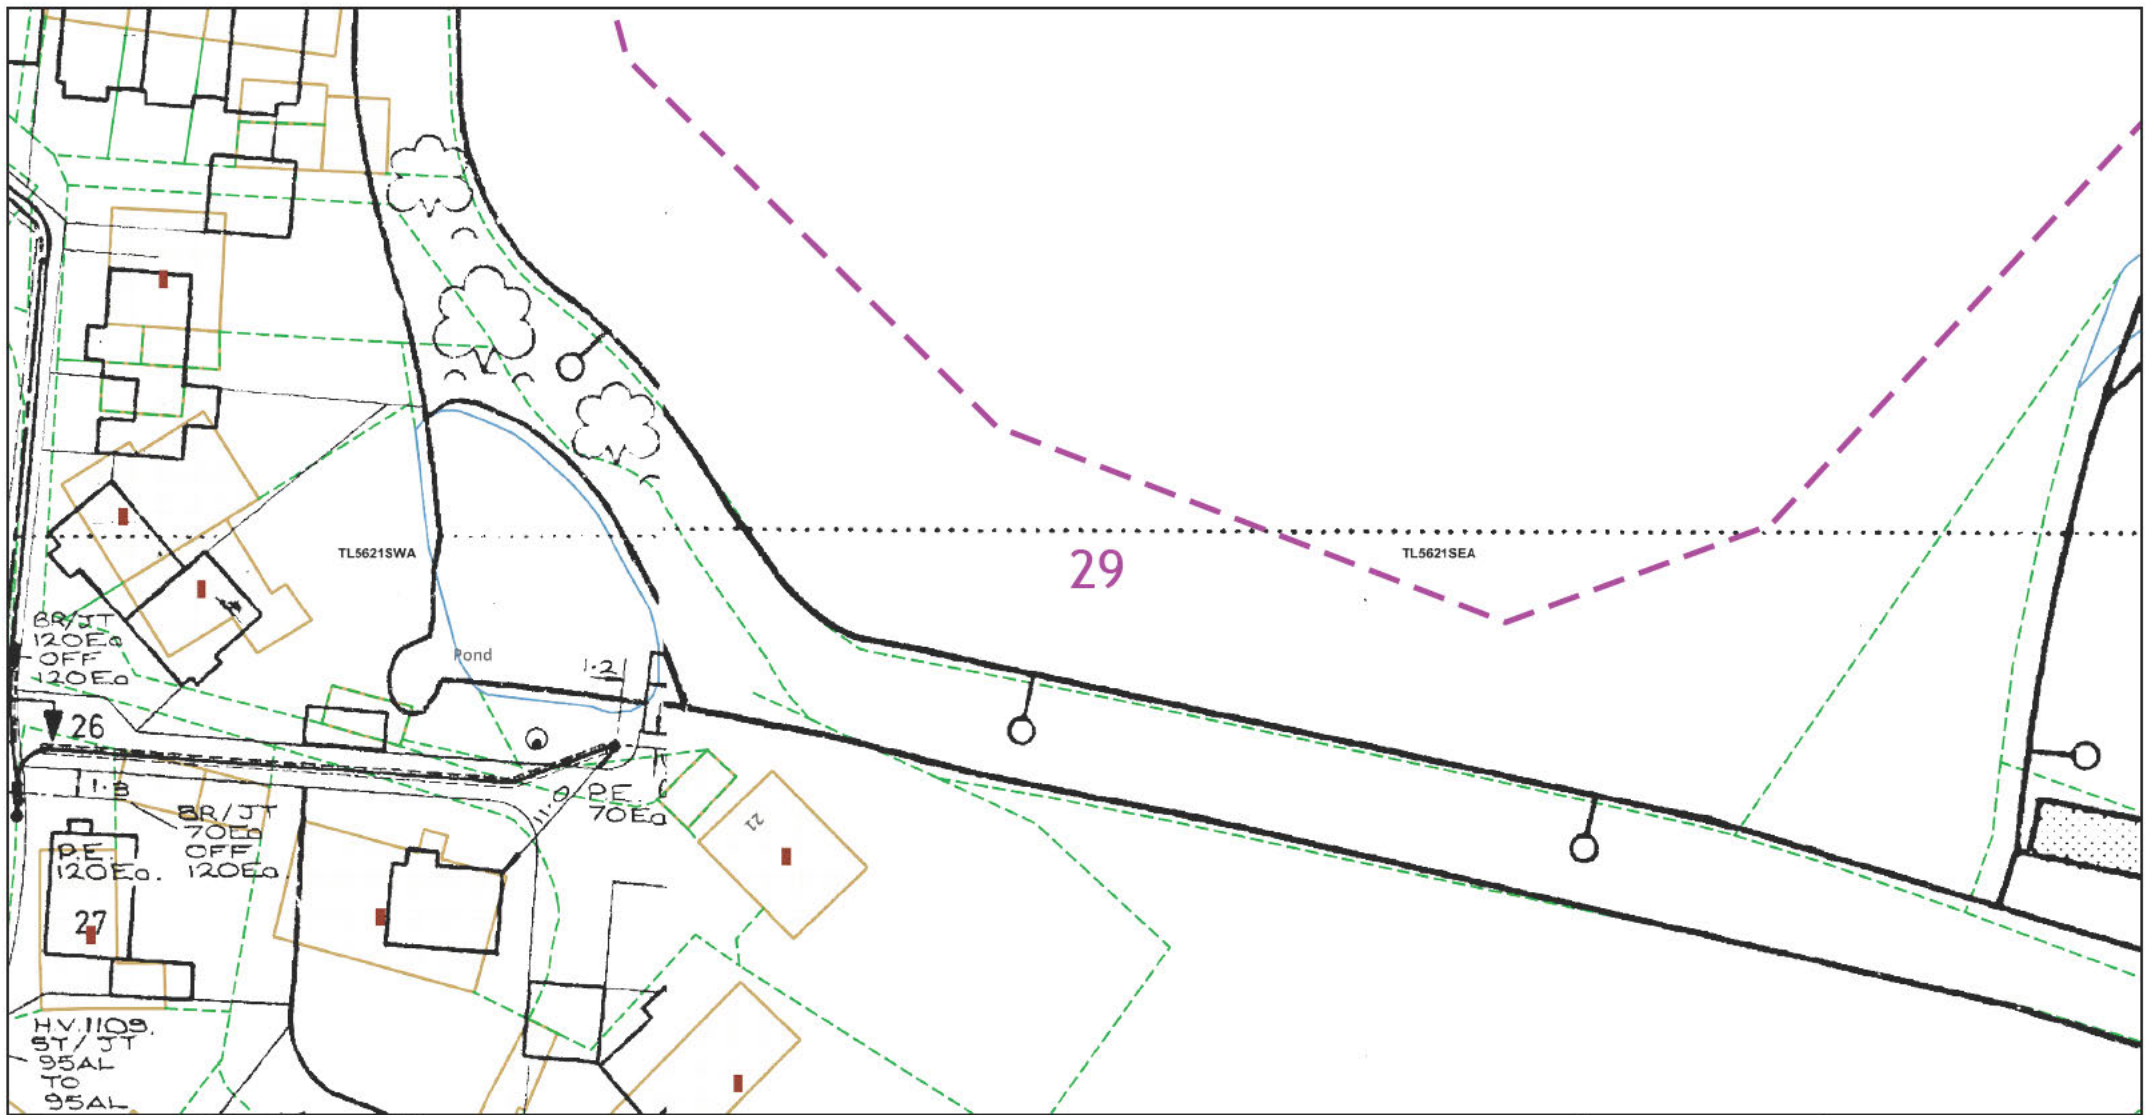 TL5621SWA
TL5621SEA
29
BR/JT
120Ea
OFF
120Ea
Pond
1·2
26
1·3
BR/JT
70Ea
OFF
120Ea.
P.E.
70Ea
P.E.
120Ea.
21
27
H.V. 1109.
ST/JT
95AL
TO
95AL